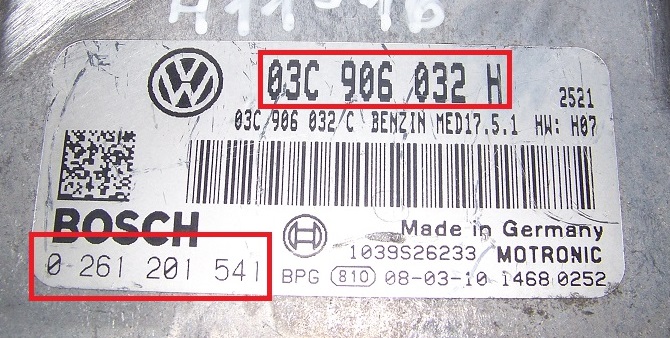 03C 906 032 H
2521
03C 906 032 C BENZIN MED17.5.1 HW: H07
BOSCH
Made in Germany
0 261 201 541
1039S26233 MOTRONIC
BPG 810 08-03-10 1468 0252